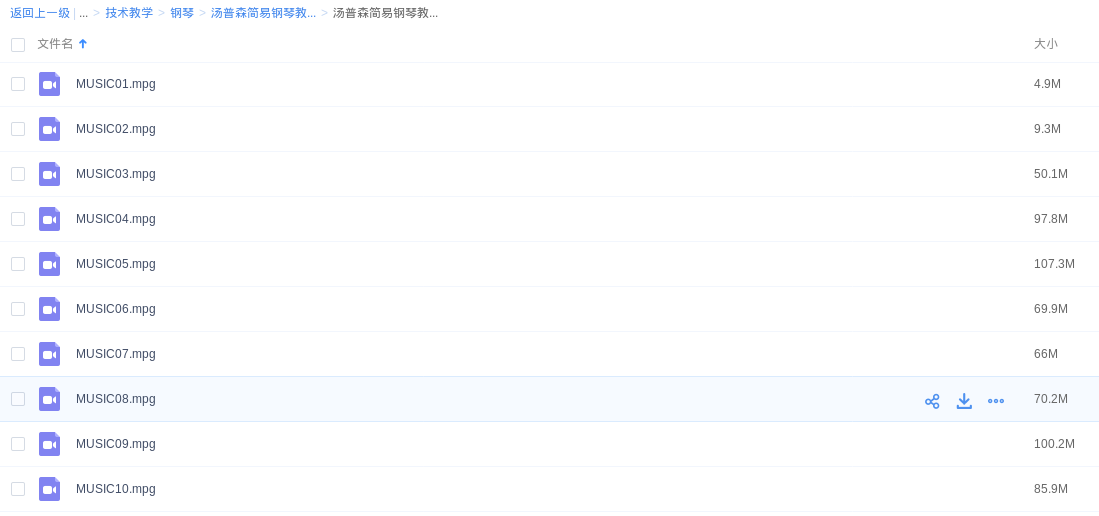 返回上一级 | ... > 技术教学 > 钢琴 > 汤普森简易钢琴教... > 汤普森简易钢琴教...
文件名 大小
MUSIC01.mpg 4.9M
MUSIC02.mpg 9.3M
MUSIC03.mpg 50.1M
MUSIC04.mpg 97.8M
MUSIC05.mpg 107.3M
MUSIC06.mpg 69.9M
MUSIC07.mpg 66M
MUSIC08.mpg 70.2M
MUSIC09.mpg 100.2M
MUSIC10.mpg 85.9M